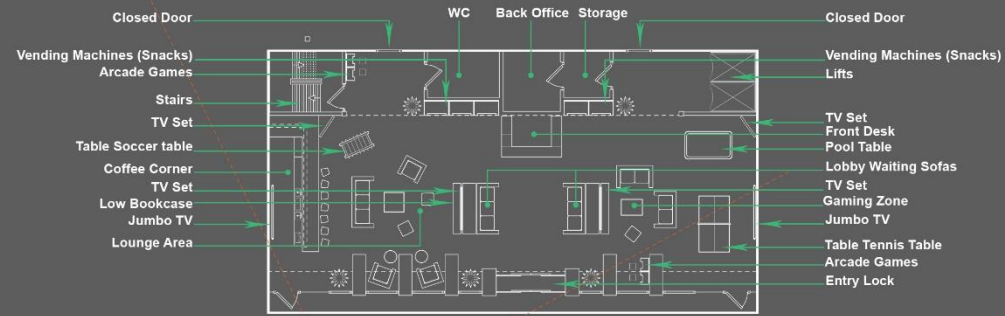 Closed Door
WC
Back Office
Storage
Closed Door
Vending Machines (Snacks)
Arcade Games
Stairs
TV Set
Table Soccer table
Coffee Corner
TV Set
Low Bookcase
Jumbo TV
Lounge Area
Vending Machines (Snacks)
Lifts
TV Set
Front Desk
Pool Table
Lobby Waiting Sofas
TV Set
Gaming Zone
Jumbo TV
Table Tennis Table
Arcade Games
Entry Lock